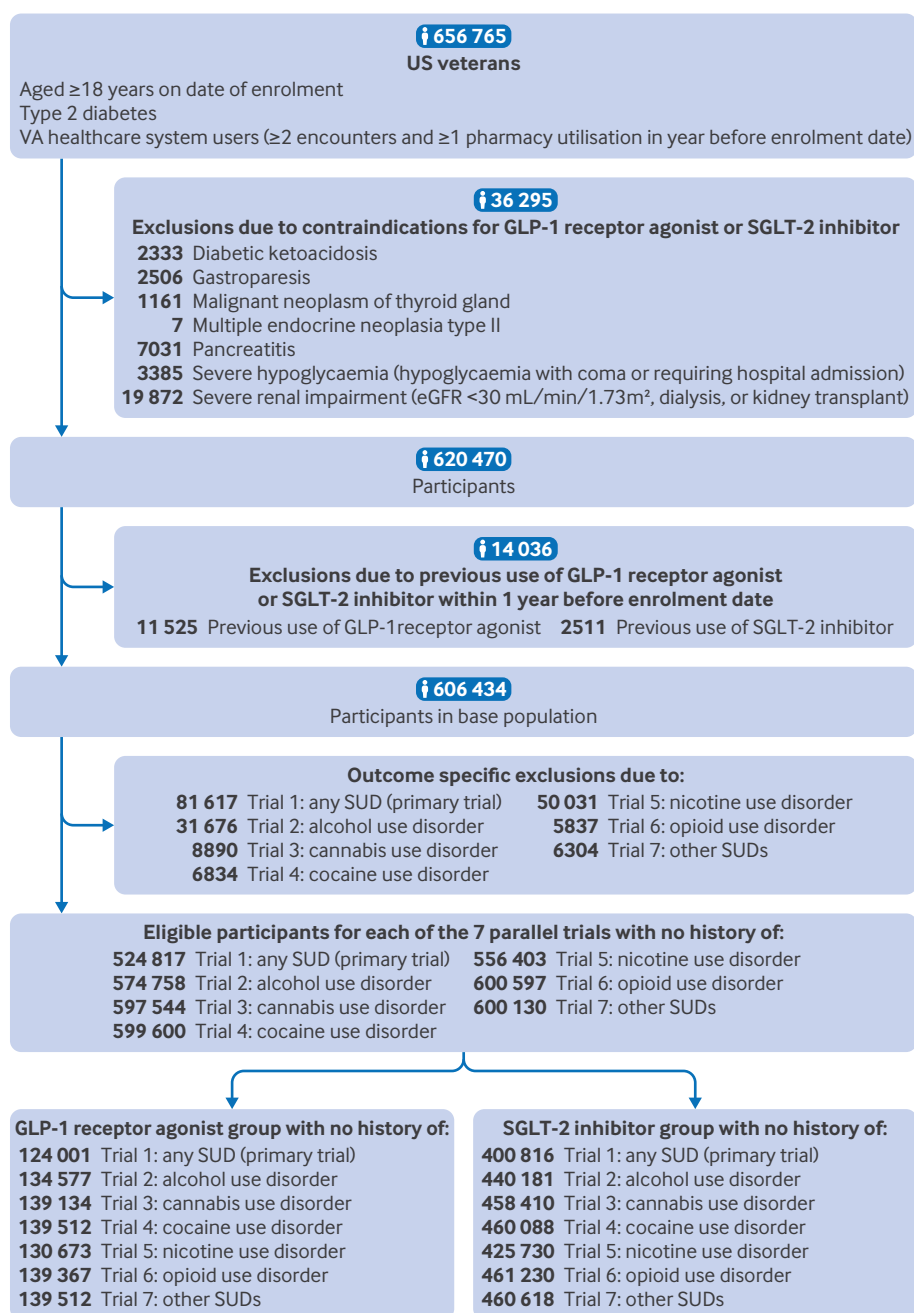 656 765
US veterans
Aged ≥18 years on date of enrolment
Type 2 diabetes
VA healthcare system users (≥2 encounters and ≥1 pharmacy utilisation in year before enrolment date)
36 295
Exclusions due to contraindications for GLP-1 receptor agonist or SGLT-2 inhibitor
2333 Diabetic ketoacidosis
2506 Gastroparesis
1161 Malignant neoplasm of thyroid gland
7 Multiple endocrine neoplasia type II
7031 Pancreatitis
3385 Severe hypoglycaemia (hypoglycaemia with coma or requiring hospital admission)
19 872 Severe renal impairment (eGFR <30 mL/min/1.73m², dialysis, or kidney transplant)
620 470
Participants
14 036
Exclusions due to previous use of GLP-1 receptor agonist
or SGLT-2 inhibitor within 1 year before enrolment date
11 525 Previous use of GLP-1receptor agonist 2511 Previous use of SGLT-2 inhibitor
606 434
Participants in base population
Outcome specific exclusions due to:
81 617 Trial 1: any SUD (primary trial)
31 676 Trial 2: alcohol use disorder
8890 Trial 3: cannabis use disorder
6834 Trial 4: cocaine use disorder
50 031 Trial 5: nicotine use disorder
5837 Trial 6: opioid use disorder
6304 Trial 7: other SUDs
Eligible participants for each of the 7 parallel trials with no history of:
524 817 Trial 1: any SUD (primary trial)
574 758 Trial 2: alcohol use disorder
597 544 Trial 3: cannabis use disorder
599 600 Trial 4: cocaine use disorder
556 403 Trial 5: nicotine use disorder
600 597 Trial 6: opioid use disorder
600 130 Trial 7: other SUDs
GLP-1 receptor agonist group with no history of:
124 001 Trial 1: any SUD (primary trial)
134 577 Trial 2: alcohol use disorder
139 134 Trial 3: cannabis use disorder
139 512 Trial 4: cocaine use disorder
130 673 Trial 5: nicotine use disorder
139 367 Trial 6: opioid use disorder
139 512 Trial 7: other SUDs
SGLT-2 inhibitor group with no history of:
400 816 Trial 1: any SUD (primary trial)
440 181 Trial 2: alcohol use disorder
458 410 Trial 3: cannabis use disorder
460 088 Trial 4: cocaine use disorder
425 730 Trial 5: nicotine use disorder
461 230 Trial 6: opioid use disorder
460 618 Trial 7: other SUDs